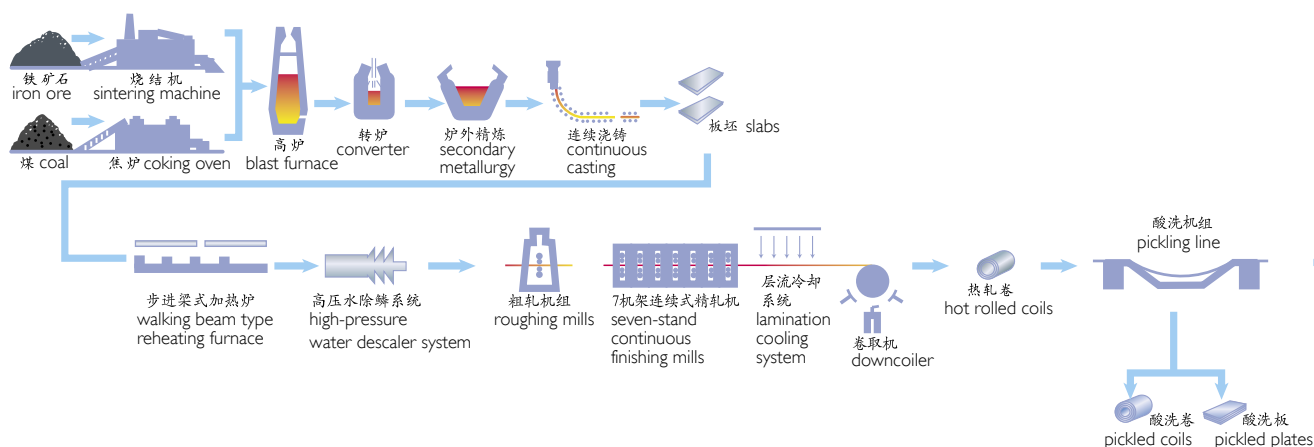 铁矿石
iron ore
烧结机
sintering machine
煤 coal
焦炉 coking oven
高炉
blast furnace
转炉
converter
炉外精炼
secondary
metallurgy
连续浇铸
continuous
casting
板坯 slabs
步进梁式加热炉
walking beam type
reheating furnace
高压水除鳞系统
high-pressure
water descaler system
粗轧机组
roughing mills
7机架连续式精轧机
seven-stand
continuous
finishing mills
层流冷却
系统
lamination
cooling
system
卷取机
downcoiler
热轧卷
hot rolled coils
酸洗机组
pickling line
酸洗卷
pickled coils
酸洗板
pickled plates